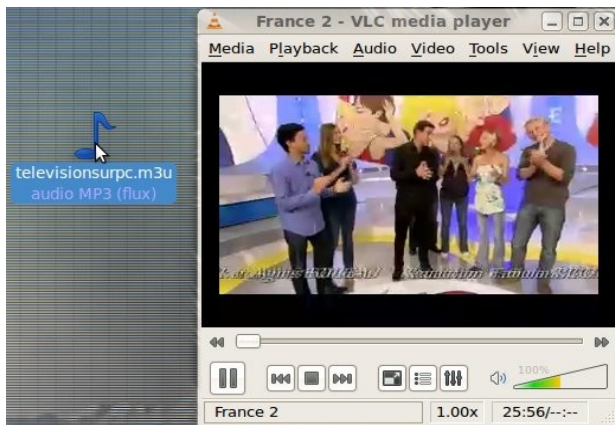 France 2 - VLC media player
Media Playback Audio Video Tools View Help
televisionsurpc.m3u
audio MP3 (flux)
100%
France 2
1.00x
25:56/--:--